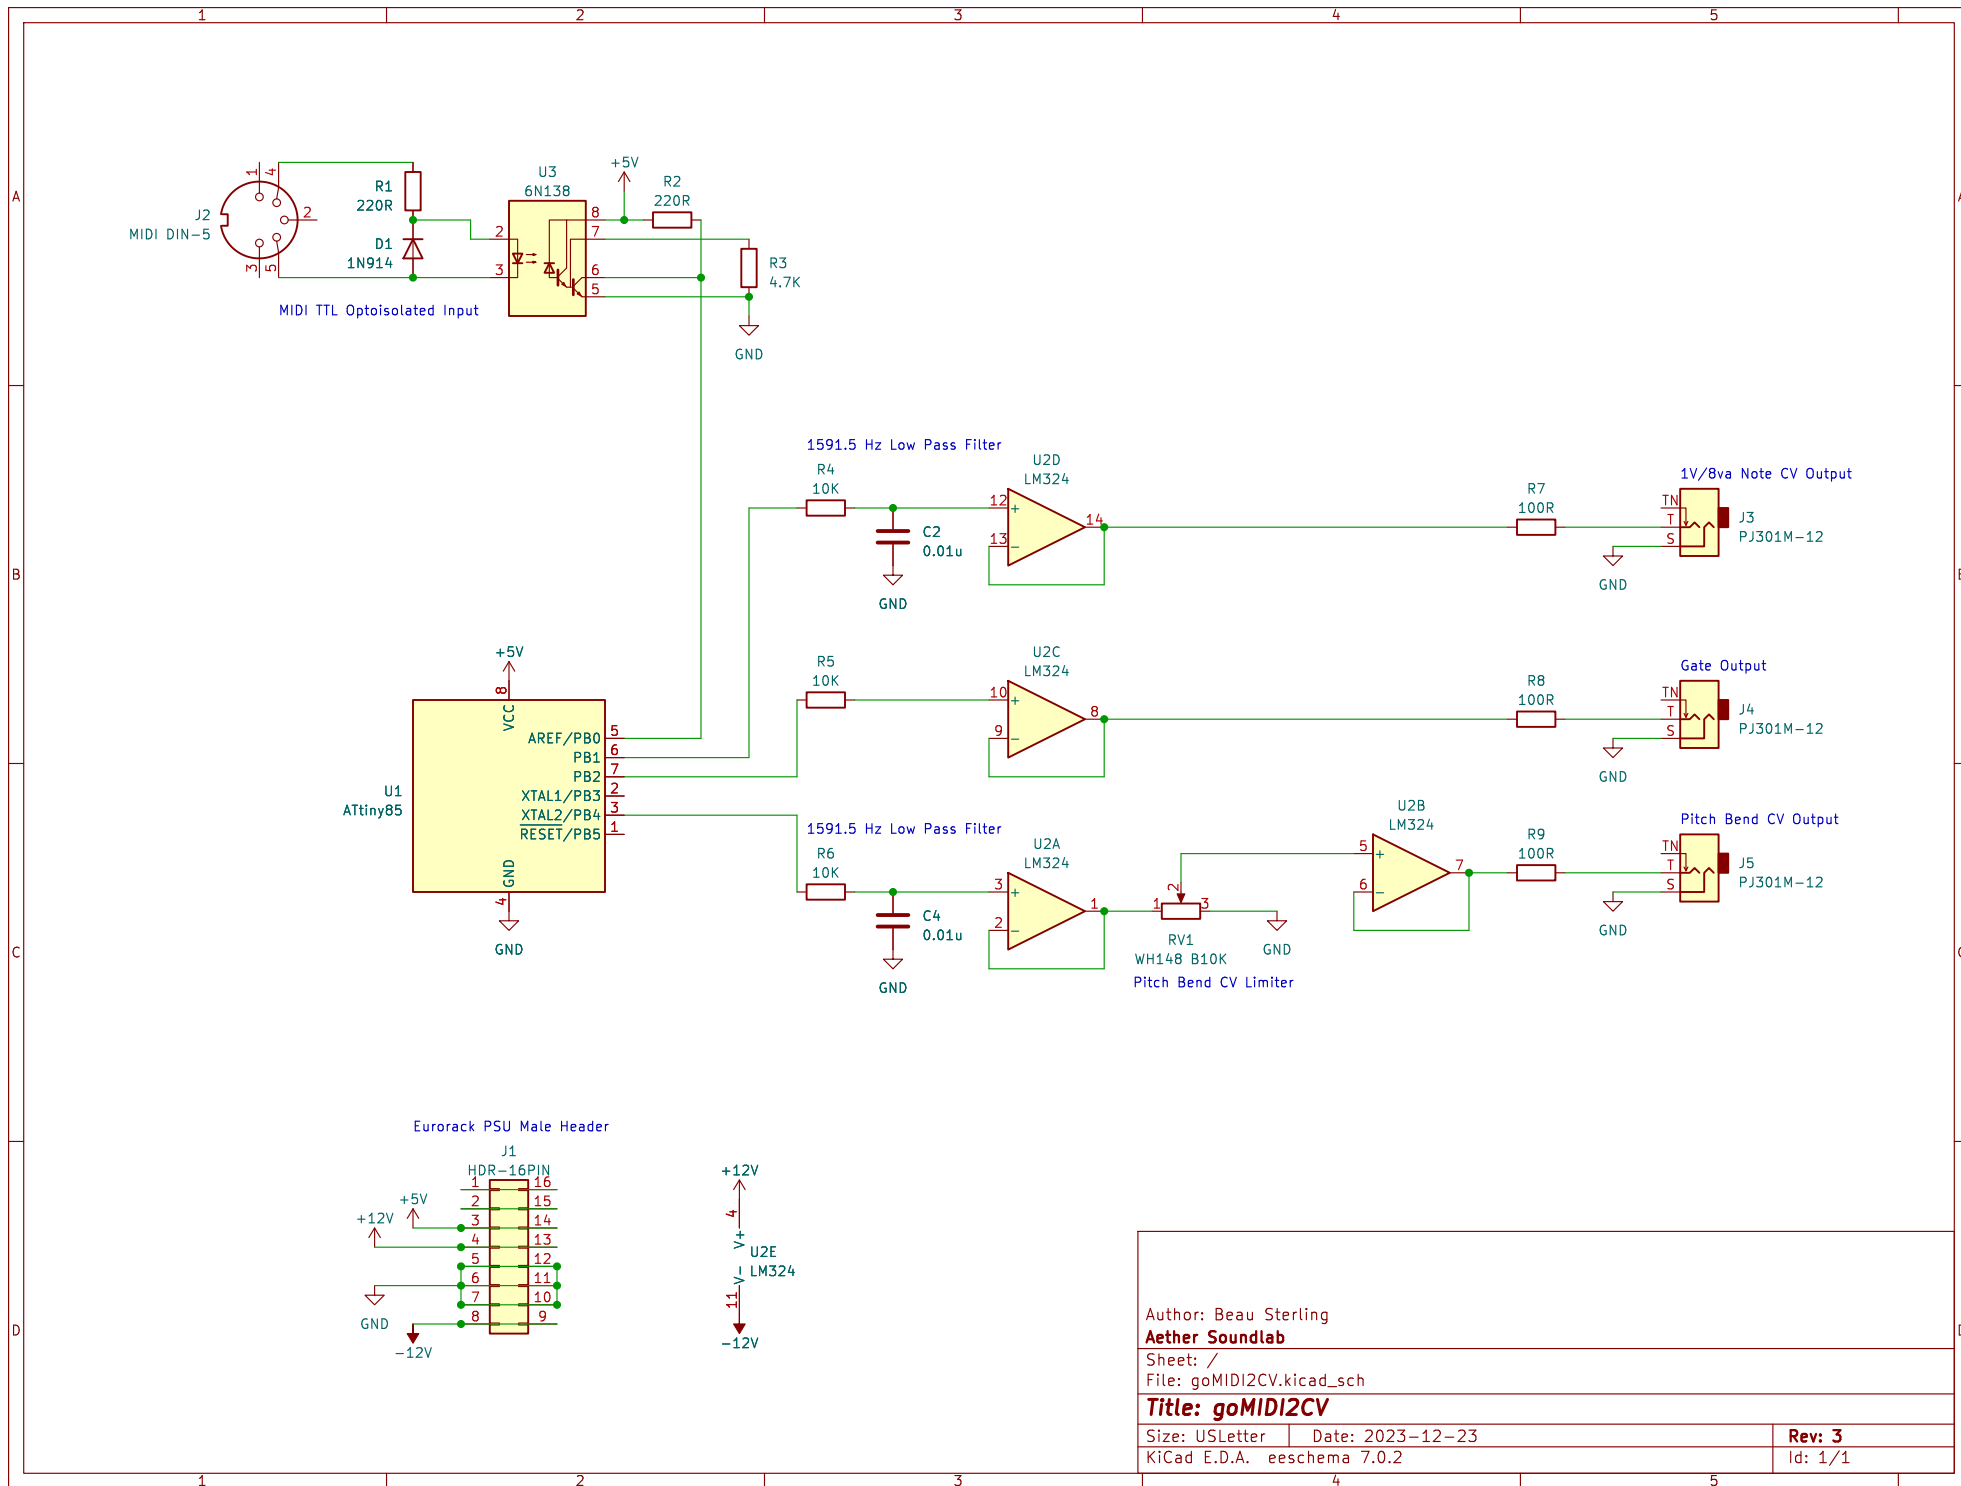 1 2 3 4 5
A
B
C
D
J2
MIDI DIN-5
1
4
2
3
5
R1
220R
D1
1N914
MIDI TTL Optoisolated Input
U3
6N138
2
3
8
7
6
5
+5V
R2
220R
R3
4.7K
GND
1591.5 Hz Low Pass Filter
R4
10K
C2
0.01u
GND
U2D
LM324
12
+
13
-
14
R7
100R
1V/8va Note CV Output
TN
T
S
J3
PJ301M-12
GND
+5V
8
VCC
U1
ATtiny85
AREF/PB0 5
PB1 6
PB2 7
XTAL1/PB3 2
XTAL2/PB4 3
RESET/PB5 1
GND
4
GND
R5
10K
U2C
LM324
10
+
9
-
8
R8
100R
Gate Output
TN
T
S
J4
PJ301M-12
GND
1591.5 Hz Low Pass Filter
R6
10K
C4
0.01u
GND
U2A
LM324
3
+
2
-
1
1 2 3
RV1
WH148 B10K
Pitch Bend CV Limiter
GND
U2B
LM324
5
+
6
-
7
R9
100R
Pitch Bend CV Output
TN
T
S
J5
PJ301M-12
GND
Eurorack PSU Male Header
J1
HDR-16PIN
1 16
2 15
3 14
4 13
5 12
6 11
7 10
8 9
+5V
+12V
GND
-12V
+12V
4
V+
U2E
LM324
V-
11
-12V
Author: Beau Sterling
Aether Soundlab
Sheet: /
File: goMIDI2CV.kicad_sch
Title: goMIDI2CV
Size: USLetter Date: 2023-12-23 Rev: 3
KiCad E.D.A. eeschema 7.0.2 Id: 1/1
1 2 3 4 5